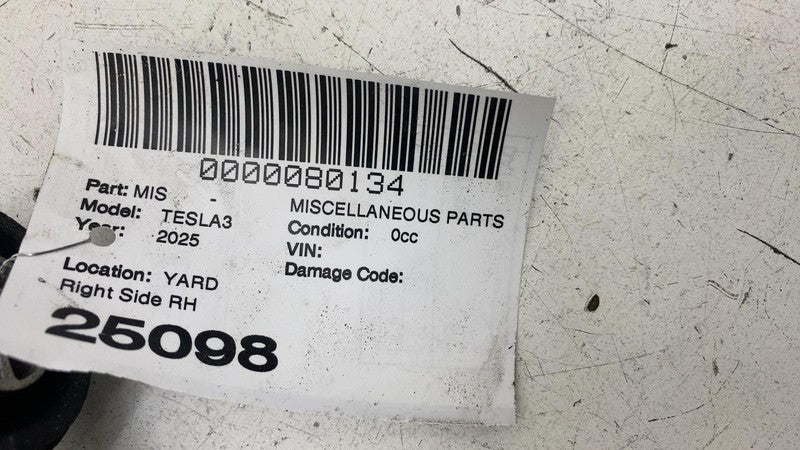 0000080134
Part: MIS - MISCELLANEOUS PARTS
Model: TESLA3 Condition: 0cc
Year: 2025 VIN:
Damage Code:
Location: YARD
Right Side RH
25098